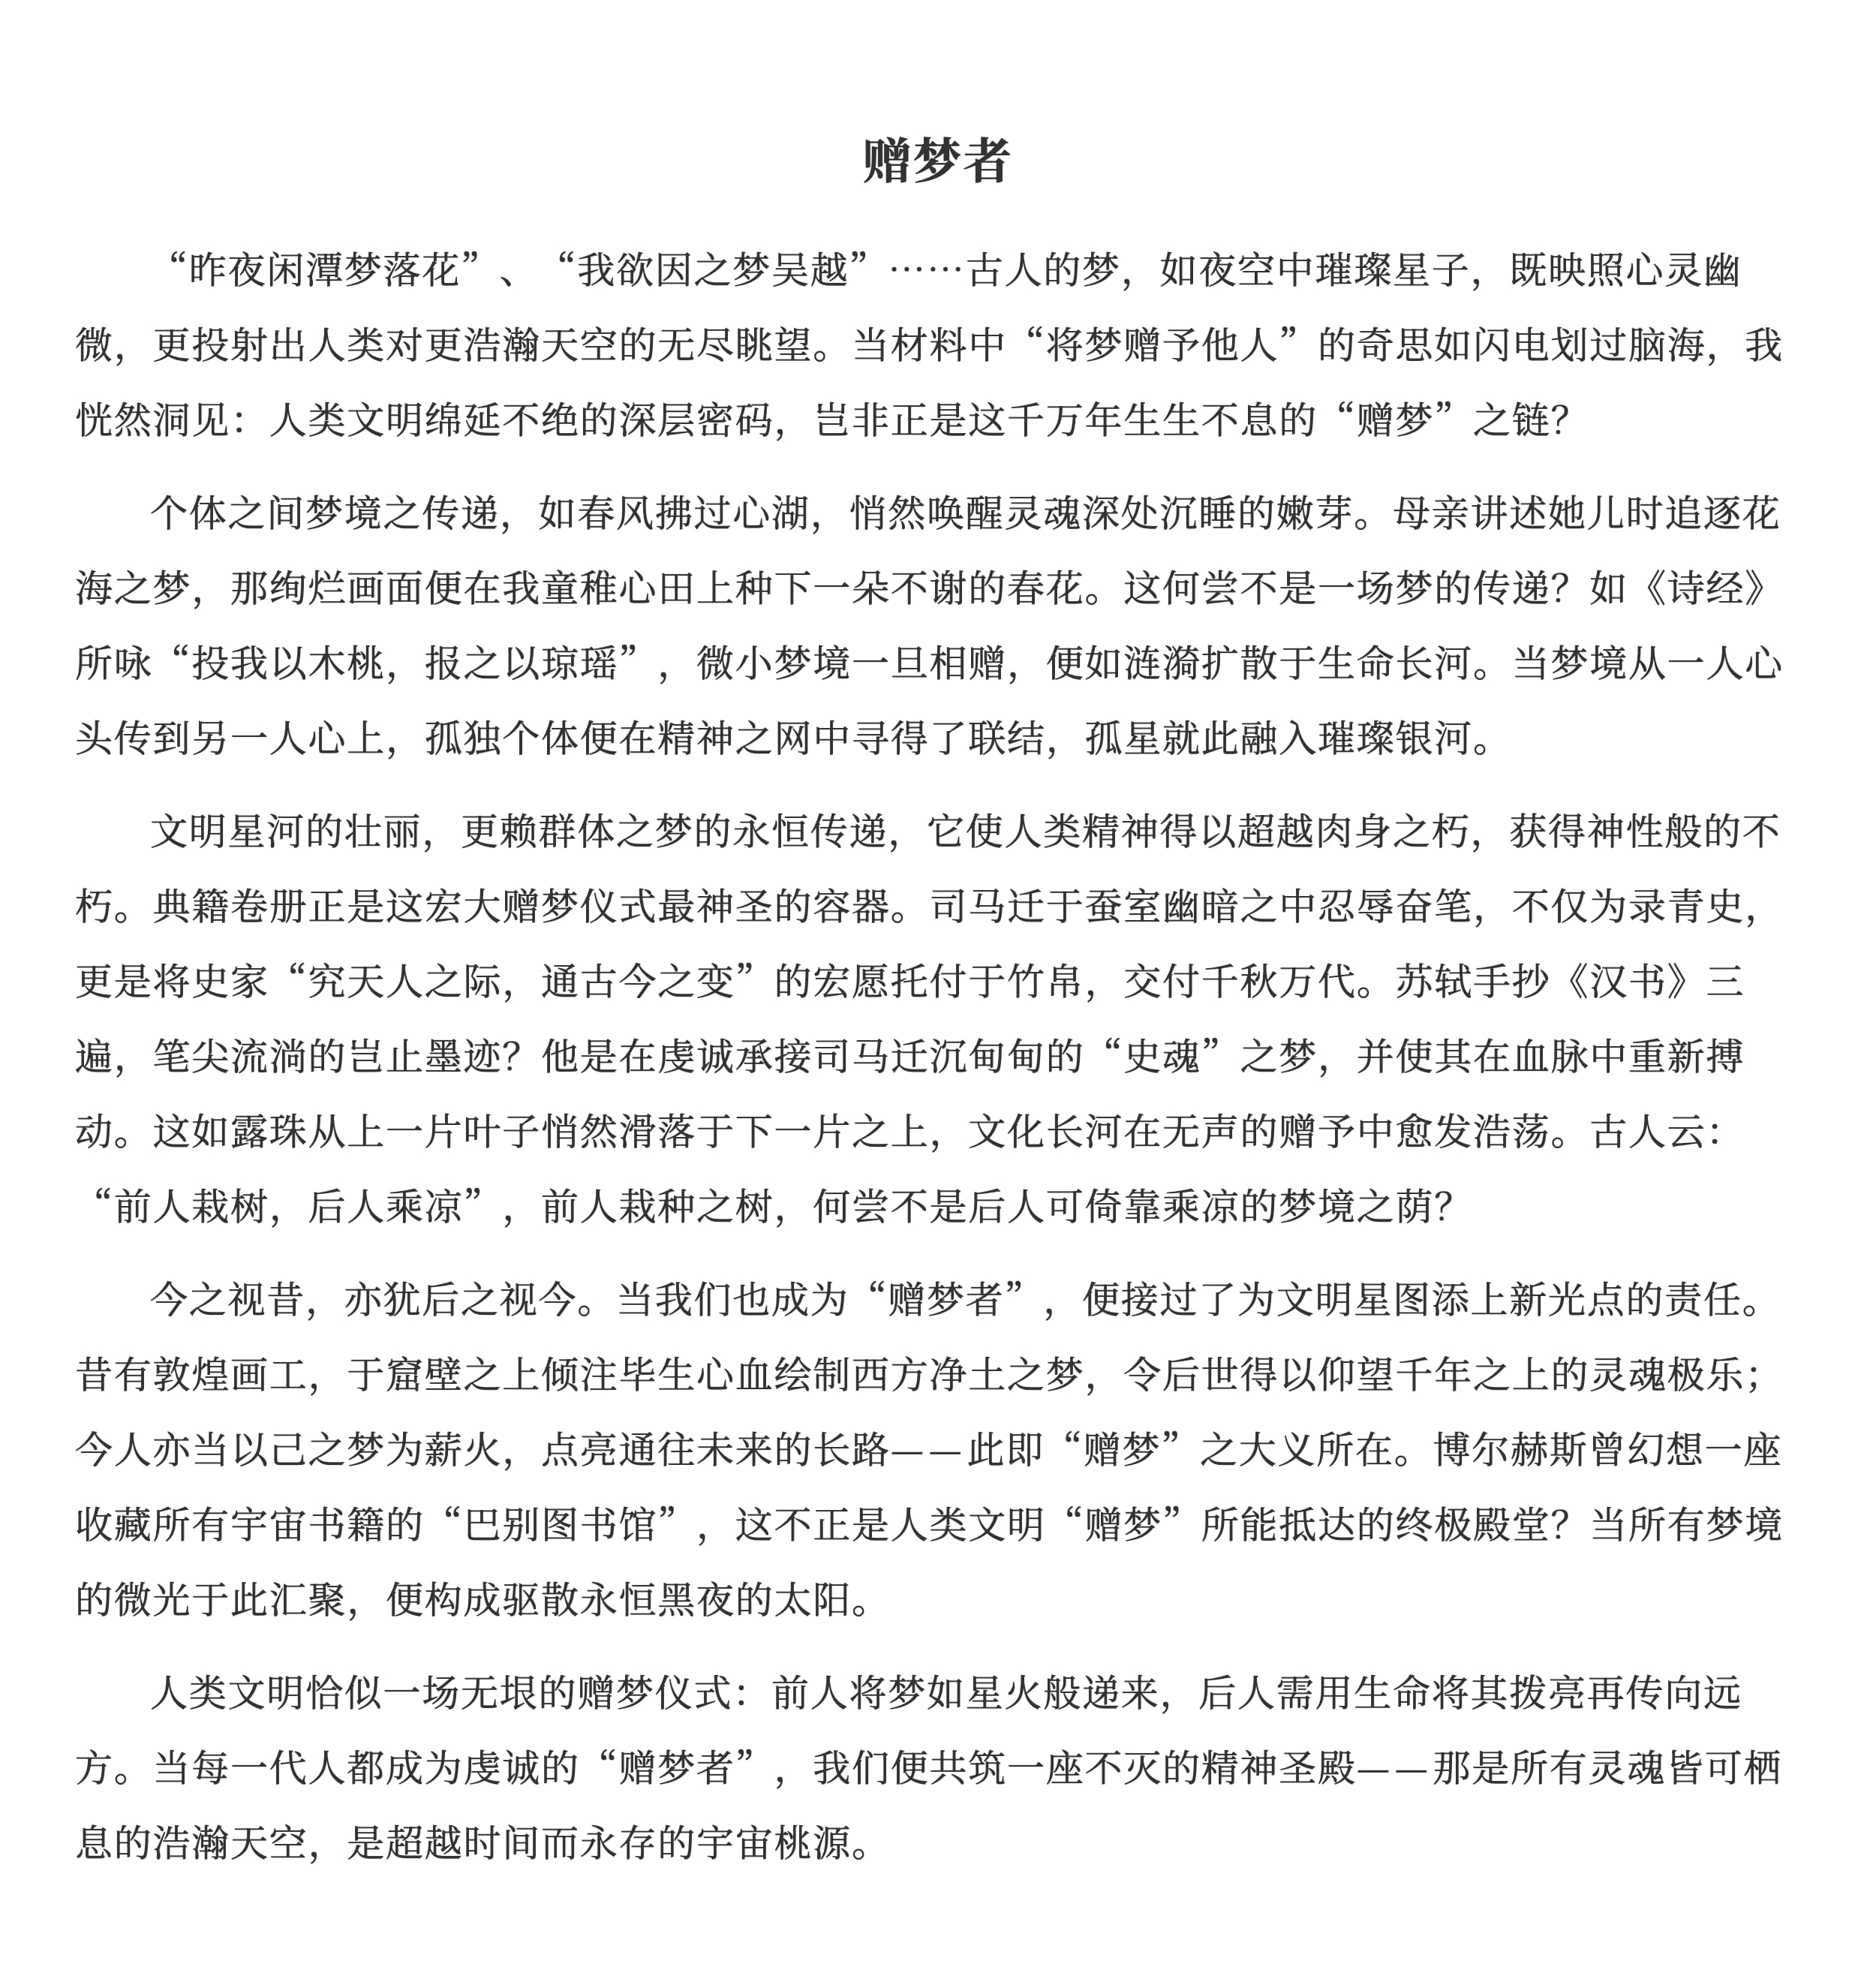 赠梦者
“昨夜闲潭梦落花”、“我欲因之梦吴越”……古人的梦，如夜空中璀璨星子，既映照心灵幽
微，更投射出人类对更浩瀚天空的无尽眺望。当材料中“将梦赠予他人”的奇思如闪电划过脑海，我
恍然洞见：人类文明绵延不绝的深层密码，岂非正是这千万年生生不息的“赠梦”之链？
个体之间梦境之传递，如春风拂过心湖，悄然唤醒灵魂深处沉睡的嫩芽。母亲讲述她儿时追逐花
海之梦，那绚烂画面便在我童稚心田上种下一朵不谢的春花。这何尝不是一场梦的传递？如《诗经》
所咏“投我以木桃，报之以琼瑶”，微小梦境一旦相赠，便如涟漪扩散于生命长河。当梦境从一人心
头传到另一人心上，孤独个体便在精神之网中寻得了联结，孤星就此融入璀璨银河。
文明星河的壮丽，更赖群体之梦的永恒传递，它使人类精神得以超越肉身之朽，获得神性般的不
朽。典籍卷册正是这宏大赠梦仪式最神圣的容器。司马迁于蚕室幽暗之中忍辱奋笔，不仅为录青史，
更是将史家“究天人之际，通古今之变”的宏愿托付于竹帛，交付千秋万代。苏轼手抄《汉书》三
遍，笔尖流淌的岂止墨迹？他是在虔诚承接司马迁沉甸甸的“史魂”之梦，并使其在血脉中重新搏
动。这如露珠从上一片叶子悄然滑落于下一片之上，文化长河在无声的赠予中愈发浩荡。古人云：
“前人栽树，后人乘凉”，前人栽种之树，何尝不是后人可倚靠乘凉的梦境之荫？
今之视昔，亦犹后之视今。当我们也成为“赠梦者”，便接过了为文明星图添上新光点的责任。
昔有敦煌画工，于窟壁之上倾注毕生心血绘制西方净土之梦，令后世得以仰望千年之上的灵魂极乐；
今人亦当以己之梦为薪火，点亮通往未来的长路——此即“赠梦”之大义所在。博尔赫斯曾幻想一座
收藏所有宇宙书籍的“巴别图书馆”，这不正是人类文明“赠梦”所能抵达的终极殿堂？当所有梦境
的微光于此汇聚，便构成驱散永恒黑夜的太阳。
人类文明恰似一场无垠的赠梦仪式：前人将梦如星火般递来，后人需用生命将其拨亮再传向远
方。当每一代人都成为虔诚的“赠梦者”，我们便共筑一座不灭的精神圣殿——那是所有灵魂皆可栖
息的浩瀚天空，是超越时间而永存的宇宙桃源。